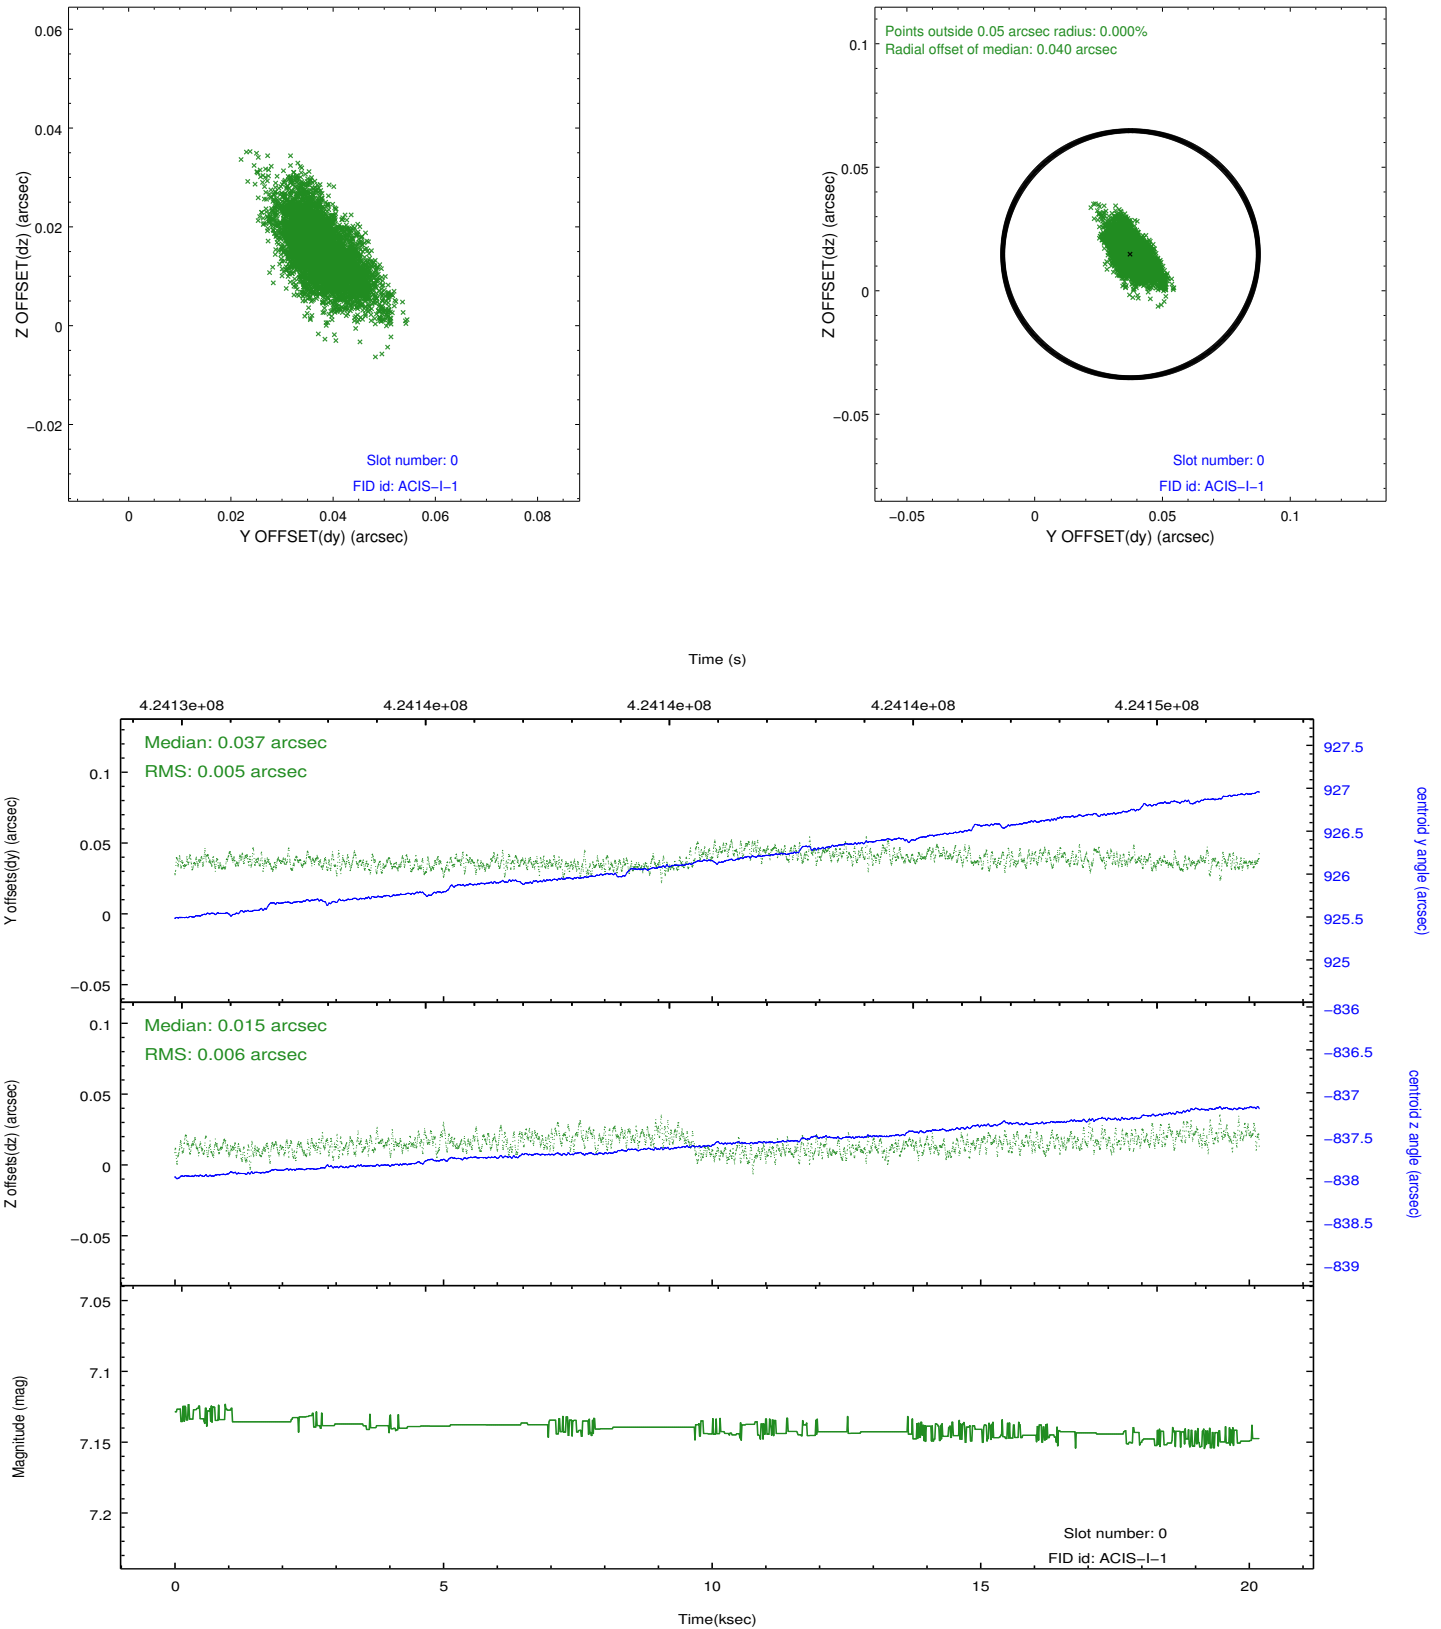 0.06
0.04
0.02
0
−0.02
Z OFFSET(dz) (arcsec)
Slot number: 0
FID id: ACIS−I−1
0 0.02 0.04 0.06 0.08
Y OFFSET(dy) (arcsec)
Points outside 0.05 arcsec radius: 0.000%
Radial offset of median: 0.040 arcsec
0.1
0.05
0
−0.05
Z OFFSET(dz) (arcsec)
Slot number: 0
FID id: ACIS−I−1
−0.05 0 0.05 0.1
Y OFFSET(dy) (arcsec)
Time (s)
4.2413e+08 4.2414e+08 4.2414e+08 4.2414e+08 4.2415e+08
Median: 0.037 arcsec
RMS: 0.005 arcsec
0.1
0.05
0
−0.05
Y offsets(dy) (arcsec)
927.5
927
926.5
926
925.5
925
centroid y angle (arcsec)
Median: 0.015 arcsec
RMS: 0.006 arcsec
0.1
0.05
0
−0.05
Z offsets(dz) (arcsec)
−836
−836.5
−837
−837.5
−838
−838.5
−839
centroid z angle (arcsec)
7.05
7.1
7.15
7.2
Magnitude (mag)
Slot number: 0
FID id: ACIS−I−1
0 5 10 15 20
Time(ksec)